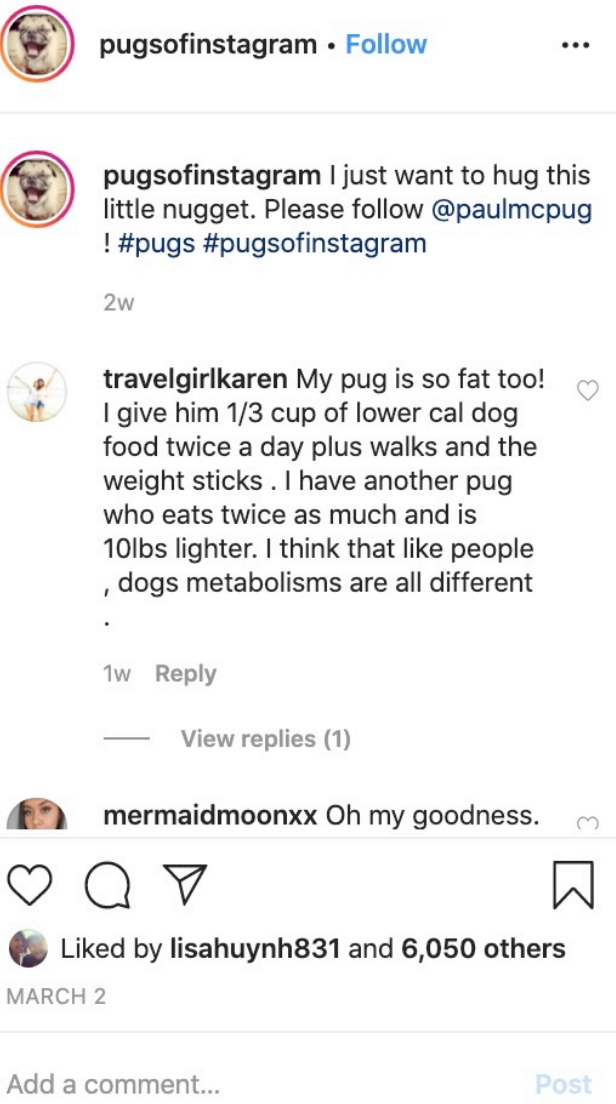 pugsofinstagram • Follow
pugsofinstagram I just want to hug this
little nugget. Please follow @paulmcpug
! #pugs #pugsofinstagram
2w
travelgirlkaren My pug is so fat too!
I give him 1/3 cup of lower cal dog
food twice a day plus walks and the
weight sticks . I have another pug
who eats twice as much and is
10lbs lighter. I think that like people
, dogs metabolisms are all different
.
1w Reply
View replies (1)
mermaidmoonxx Oh my goodness.
Liked by lisahuynh831 and 6,050 others
MARCH 2
Add a comment... Post